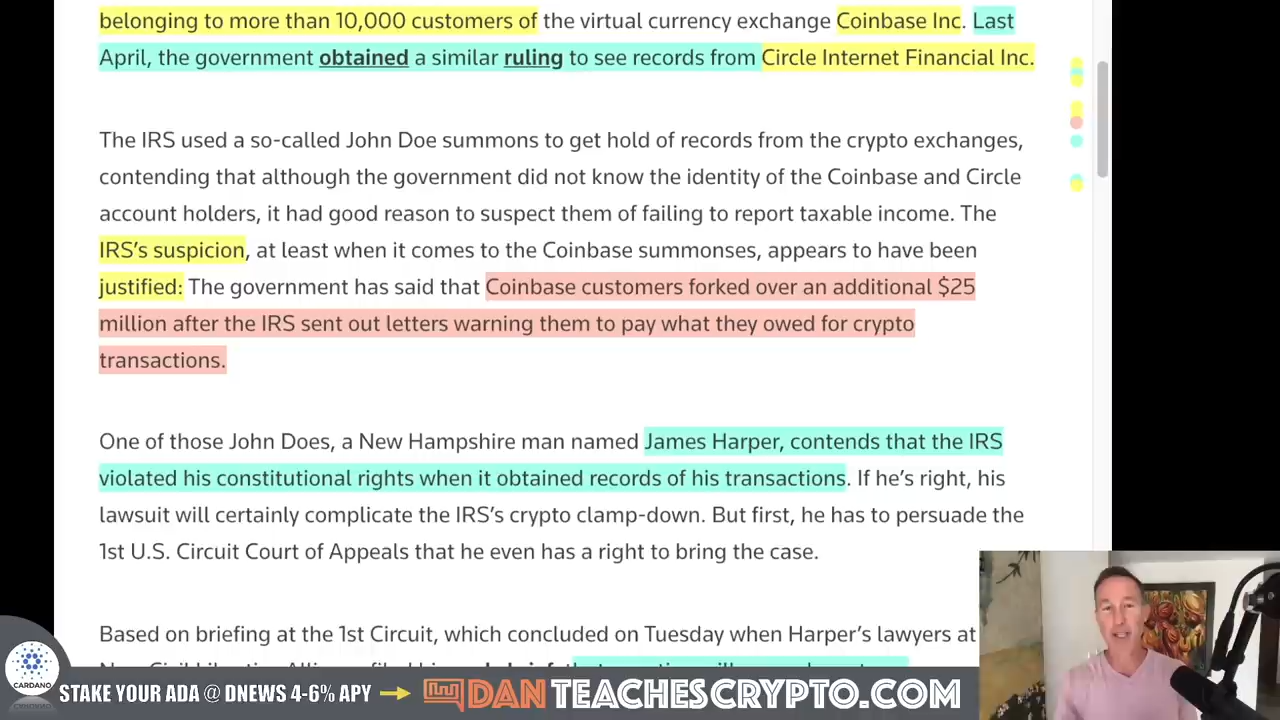 belonging to more than 10,000 customers of the virtual currency exchange Coinbase Inc. Last
April, the government obtained a similar ruling to see records from Circle Internet Financial Inc.
The IRS used a so-called John Doe summons to get hold of records from the crypto exchanges,
contending that although the government did not know the identity of the Coinbase and Circle
account holders, it had good reason to suspect them of failing to report taxable income. The
IRS's suspicion, at least when it comes to the Coinbase summonses, appears to have been
justified: The government has said that Coinbase customers forked over an additional $25
million after the IRS sent out letters warning them to pay what they owed for crypto
transactions.
One of those John Does, a New Hampshire man named James Harper, contends that the IRS
violated his constitutional rights when it obtained records of his transactions. If he's right, his
lawsuit will certainly complicate the IRS's crypto clamp-down. But first, he has to persuade the
1st U.S. Circuit Court of Appeals that he even has a right to bring the case.
Based on briefing at the 1st Circuit, which concluded on Tuesday when Harper's lawyers at
CARDANO
STAKE YOUR ADA @ DNEWS 4-6% APY
DANTEACHESCRYPTO.COM